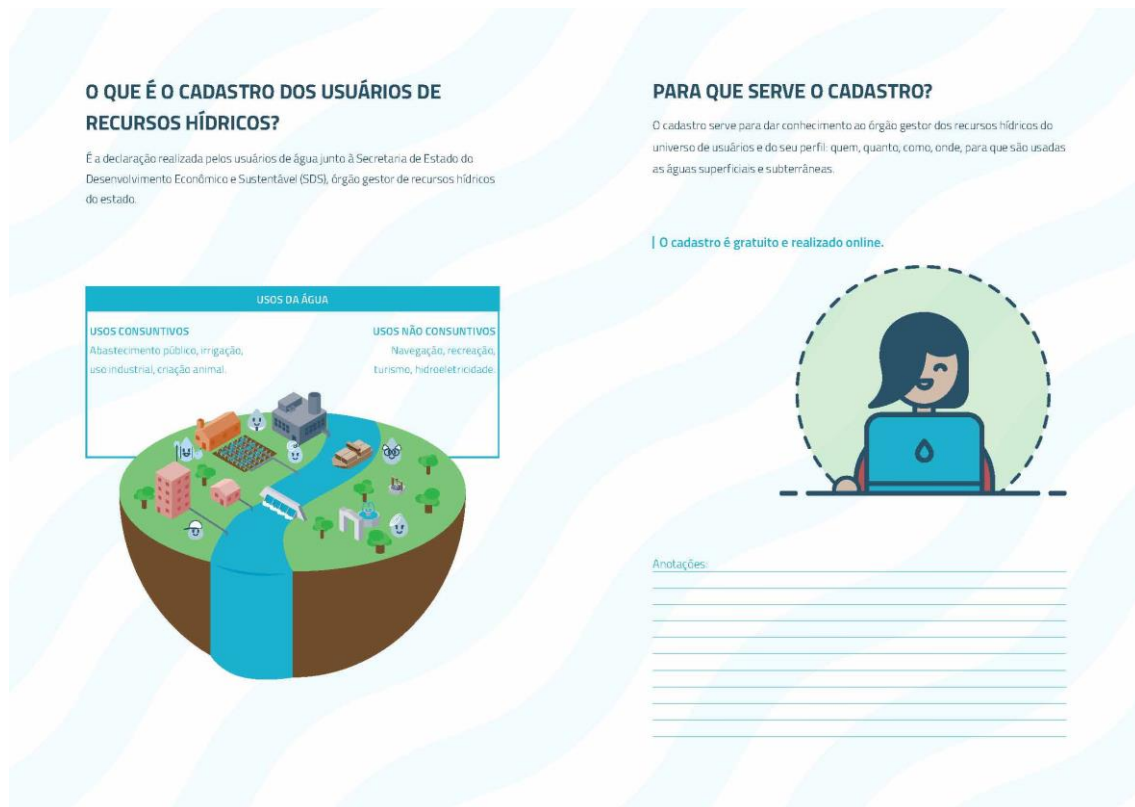 O QUE É O CADASTRO DOS USUÁRIOS DE
RECURSOS HÍDRICOS?
É a declaração realizada pelos usuários de água junto à Secretaria de Estado do
Desenvolvimento Econômico e Sustentável (SDS), órgão gestor de recursos hídricos
do estado.
USOS DA ÁGUA
USOS CONSUNTIVOS
Abastecimento público, irrigação,
uso industrial, criação animal.
USOS NÃO CONSUNTIVOS
Navegação, recreação,
turismo, hidroeletricidade.
PARA QUE SERVE O CADASTRO?
O cadastro serve para dar conhecimento ao órgão gestor dos recursos hídricos do
universo de usuários e do seu perfil: quem, quanto, como, onde, para que são usadas
as águas superficiais e subterrâneas.
O cadastro é gratuito e realizado online.
Anotações: